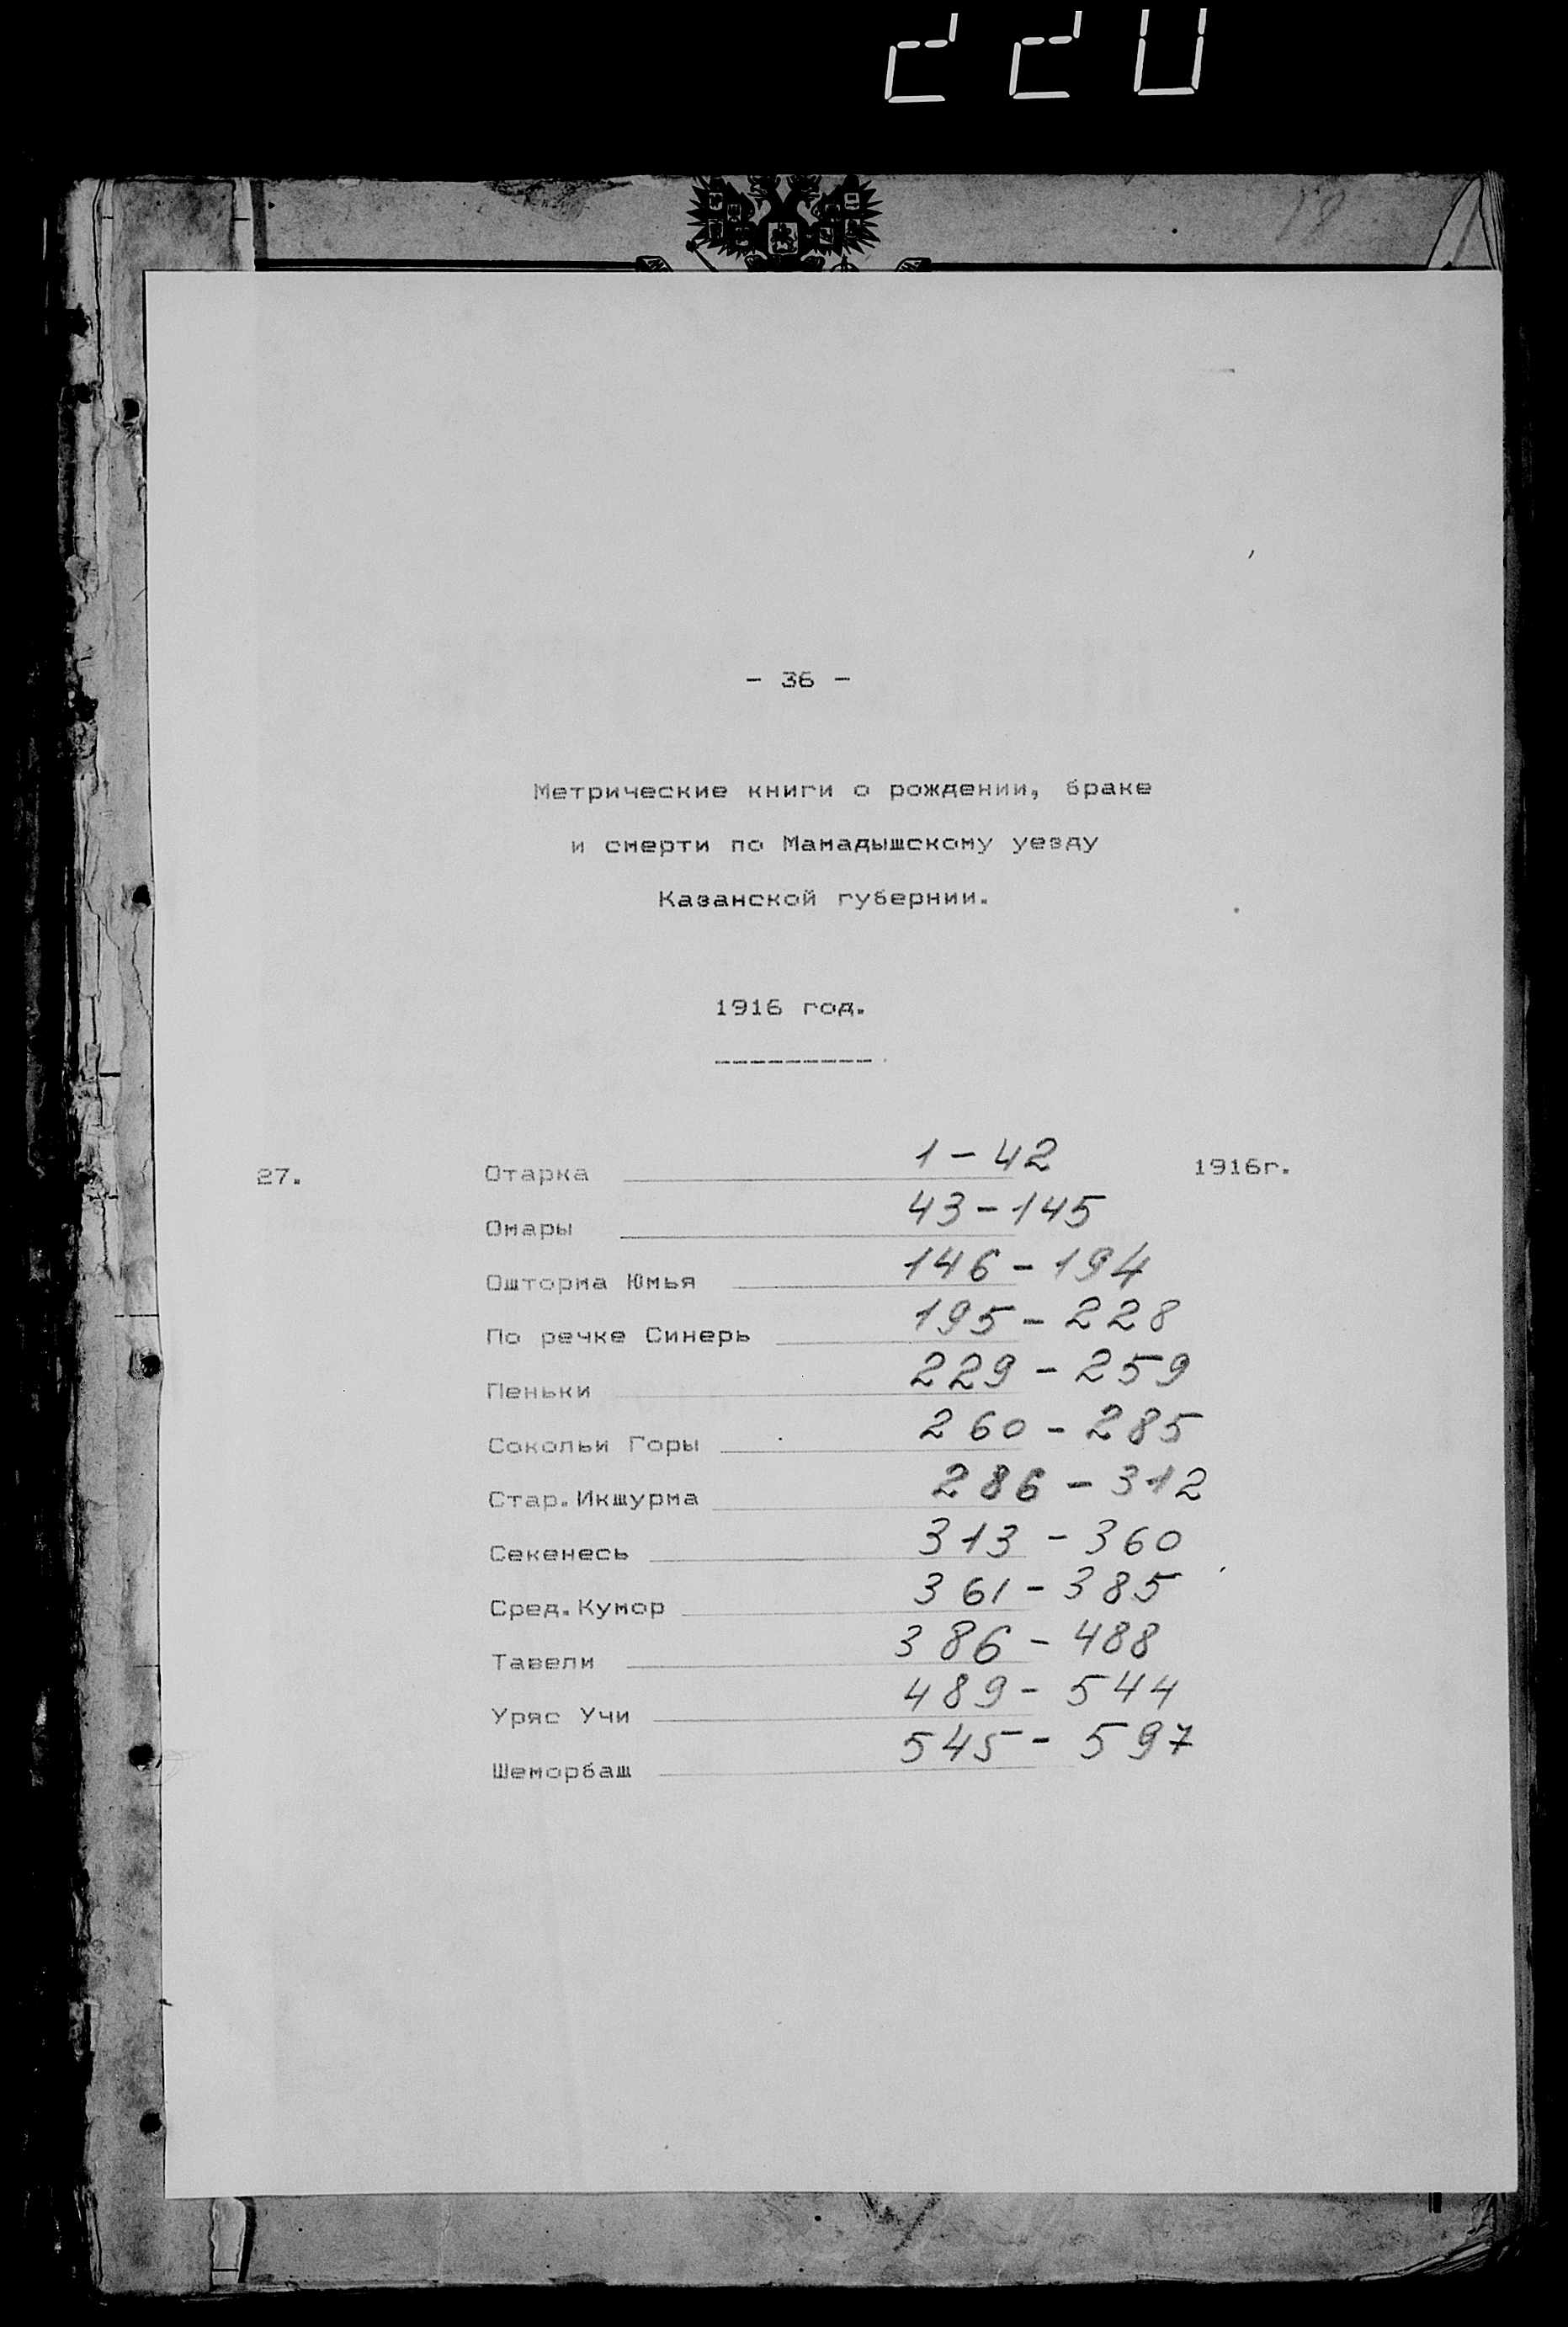 220
- 36 -
Метрические книги о рождении, браке
и смерти по Мамадышскому уезду
Казанской губернии.
1916 год.
27. Отарка 1-42 1916г.
Омары 43-145
Ошторма Юмья 146-194
По речке Синерь 195-228
Пеньки 229-259
Сокольи Горы 260-285
Стар.Икшурма 286-312
Секенесь 313-360
Сред.Кумор 361-385
Тавели 386-488
Уряс Учи 489-544
Шеморбаш 545-597